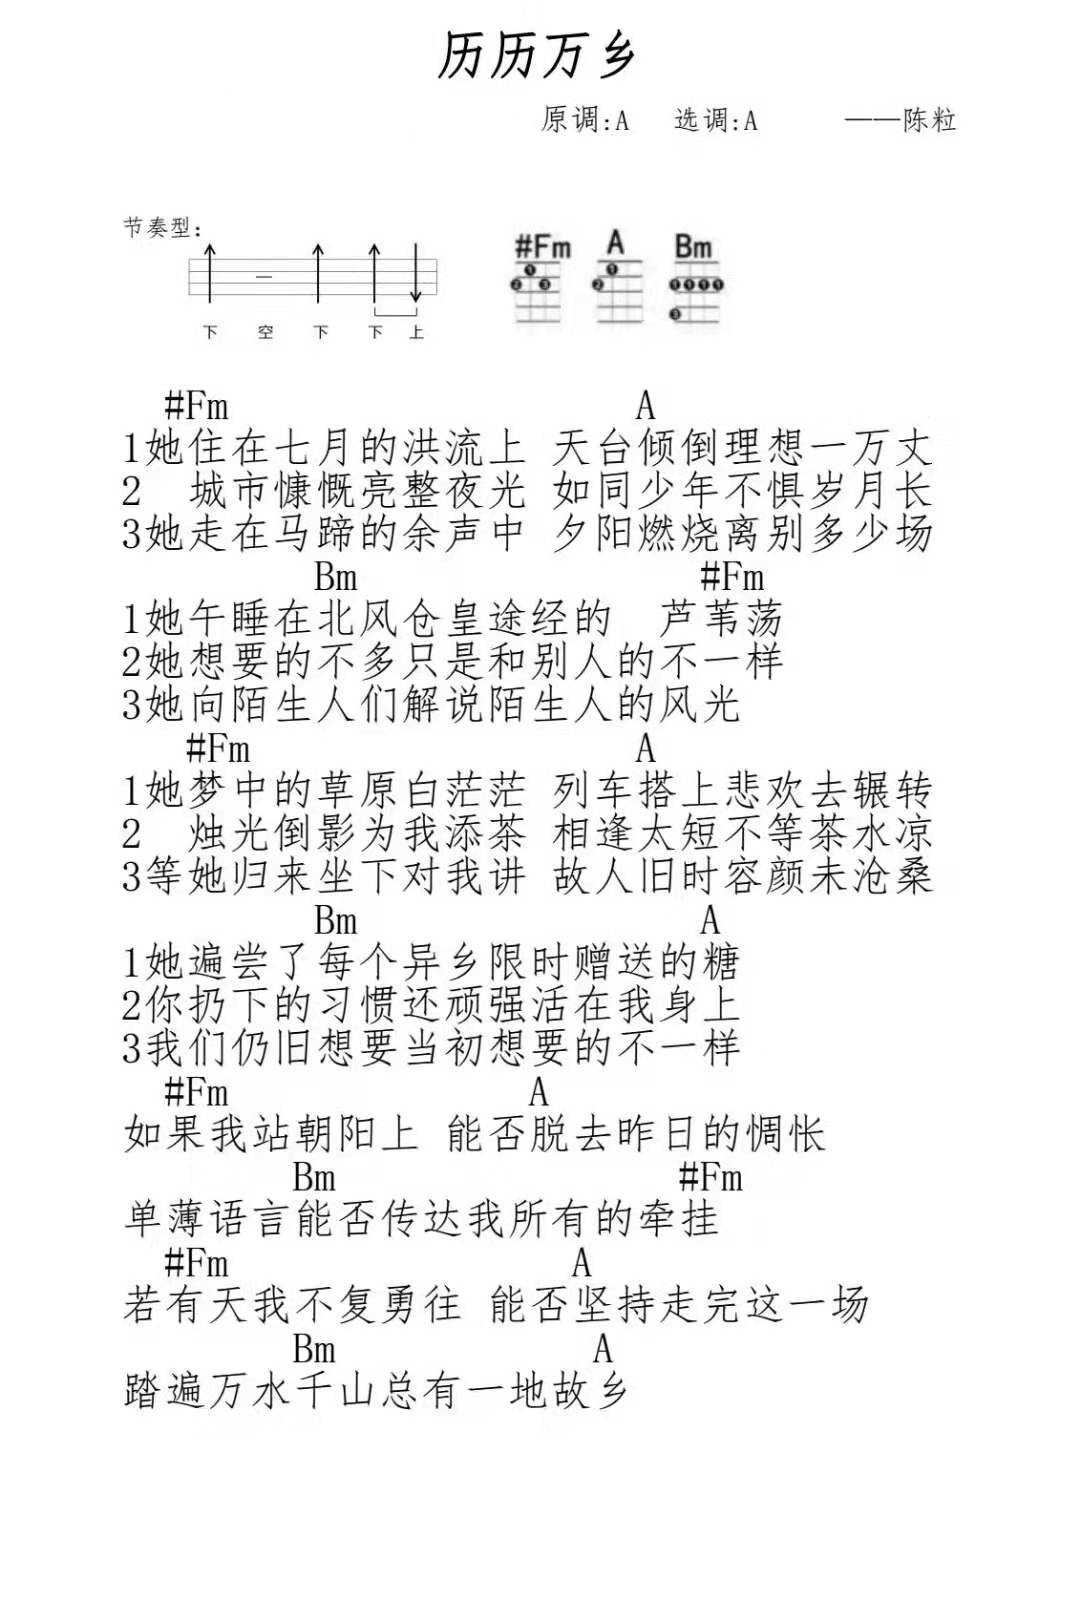 历历万乡
原调:A 选调:A ——陈粒
节奏型:
#Fm A Bm
1 2 3 1 2 1 1 1 1 3
下 空 下 下 上
#Fm A
1她住在七月的洪流上 天台倾倒理想一万丈
2 城市慷慨亮整夜光 如同少年不惧岁月长
3她走在马蹄的余声中 夕阳燃烧离别多少场
Bm #Fm
1她午睡在北风仓皇途经的 芦苇荡
2她想要的不多只是和别人的不一样
3她向陌生人们解说陌生人的风光
#Fm A
1她梦中的草原白茫茫 列车搭上悲欢去辗转
2 烛光倒影为我添茶 相逢太短不等茶水凉
3等她归来坐下对我讲 故人旧时容颜未沧桑
Bm A
1她遍尝了每个异乡限时赠送的糖
2你扔下的习惯还顽强活在我身上
3我们仍旧想要当初想要的不一样
#Fm A
如果我站朝阳上 能否脱去昨日的惆怅
Bm #Fm
单薄语言能否传达我所有的牵挂
#Fm A
若有天我不复勇往 能否坚持走完这一场
Bm A
踏遍万水千山总有一地故乡